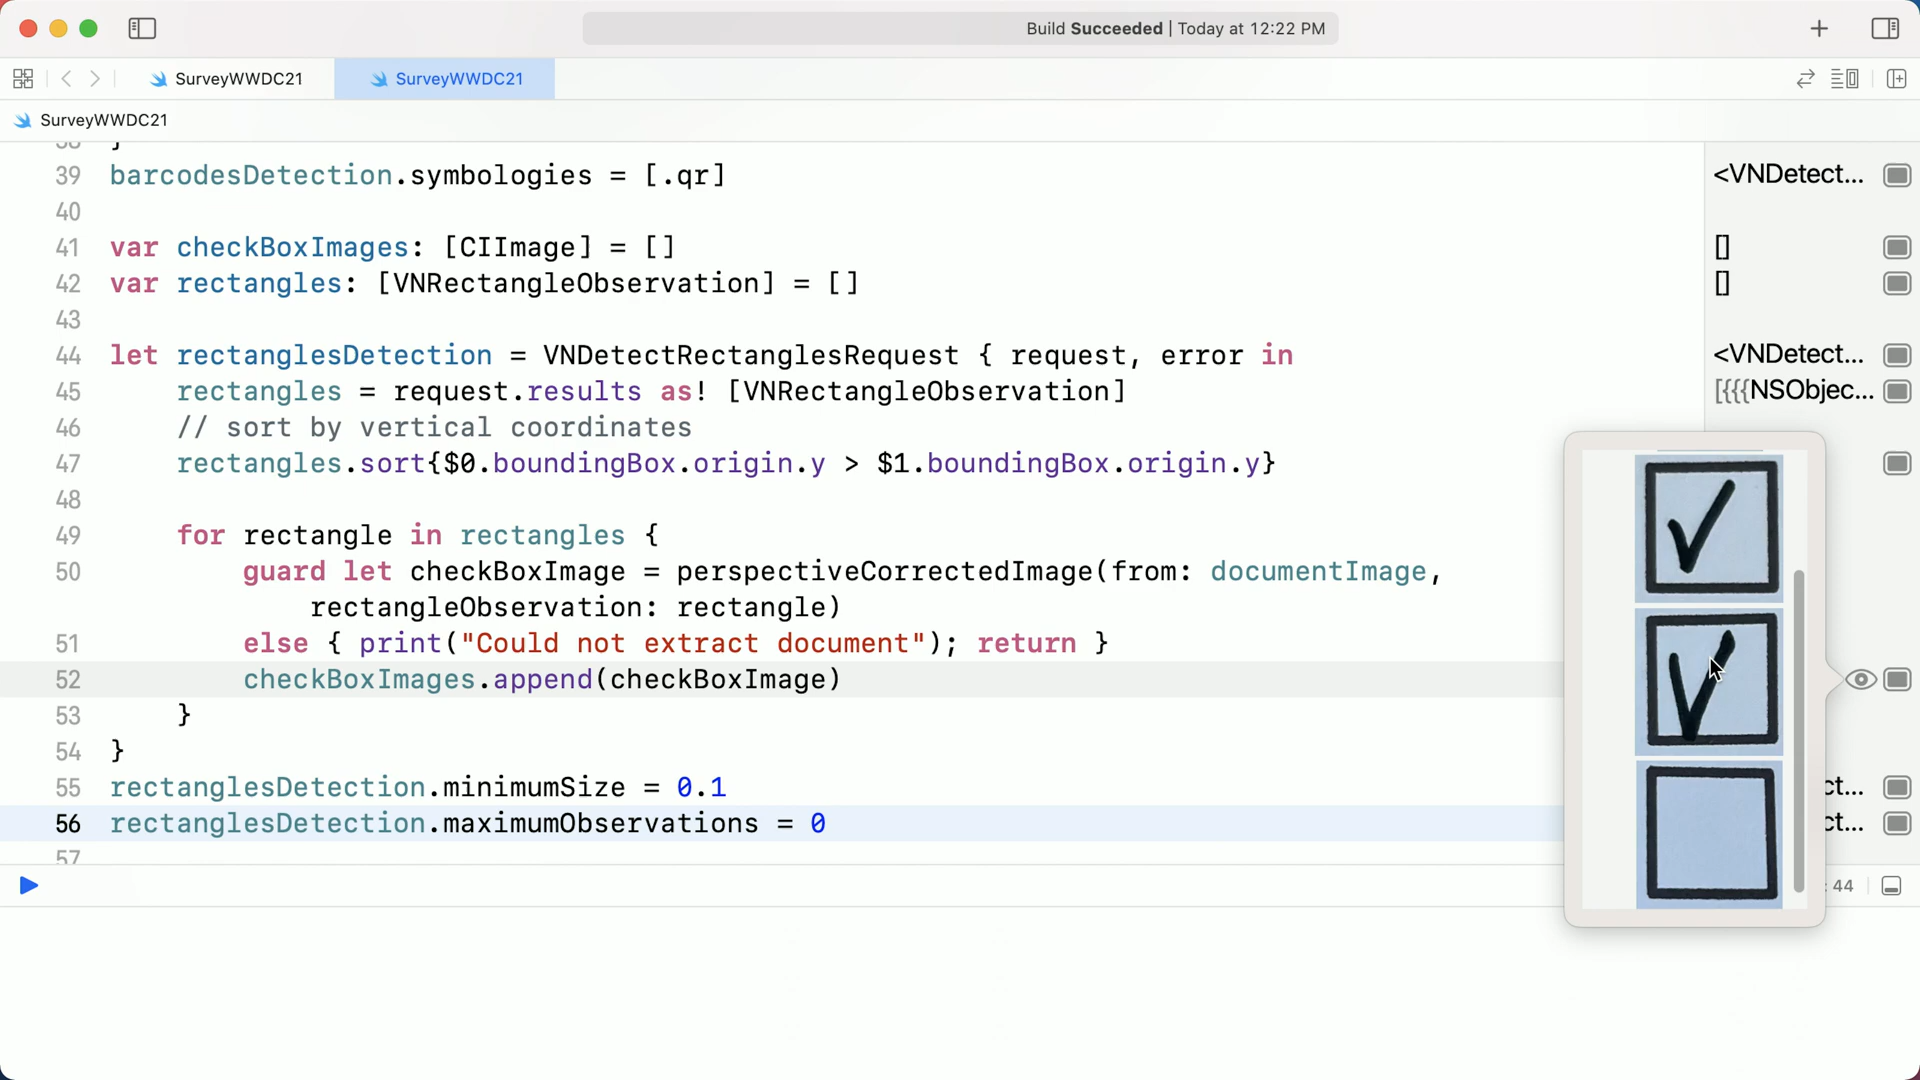 Build Succeeded | Today at 12:22 PM
SurveyWWDC21
SurveyWWDC21
SurveyWWDC21
38 }
39 barcodesDetection.symbologies = [.qr]
<VNDetect...
40
41 var checkBoxImages: [CIImage] = []
[]
42 var rectangles: [VNRectangleObservation] = []
[]
43
44 let rectanglesDetection = VNDetectRectanglesRequest { request, error in
<VNDetect...
45 rectangles = request.results as! [VNRectangleObservation]
[{{{NSObjec...
46 // sort by vertical coordinates
47 rectangles.sort{$0.boundingBox.origin.y > $1.boundingBox.origin.y}
48
49 for rectangle in rectangles {
50 guard let checkBoxImage = perspectiveCorrectedImage(from: documentImage,
rectangleObservation: rectangle)
51 else { print("Could not extract document"); return }
52 checkBoxImages.append(checkBoxImage)
53 }
54 }
55 rectanglesDetection.minimumSize = 0.1
ct...
56 rectanglesDetection.maximumObservations = 0
ct...
57
: 44